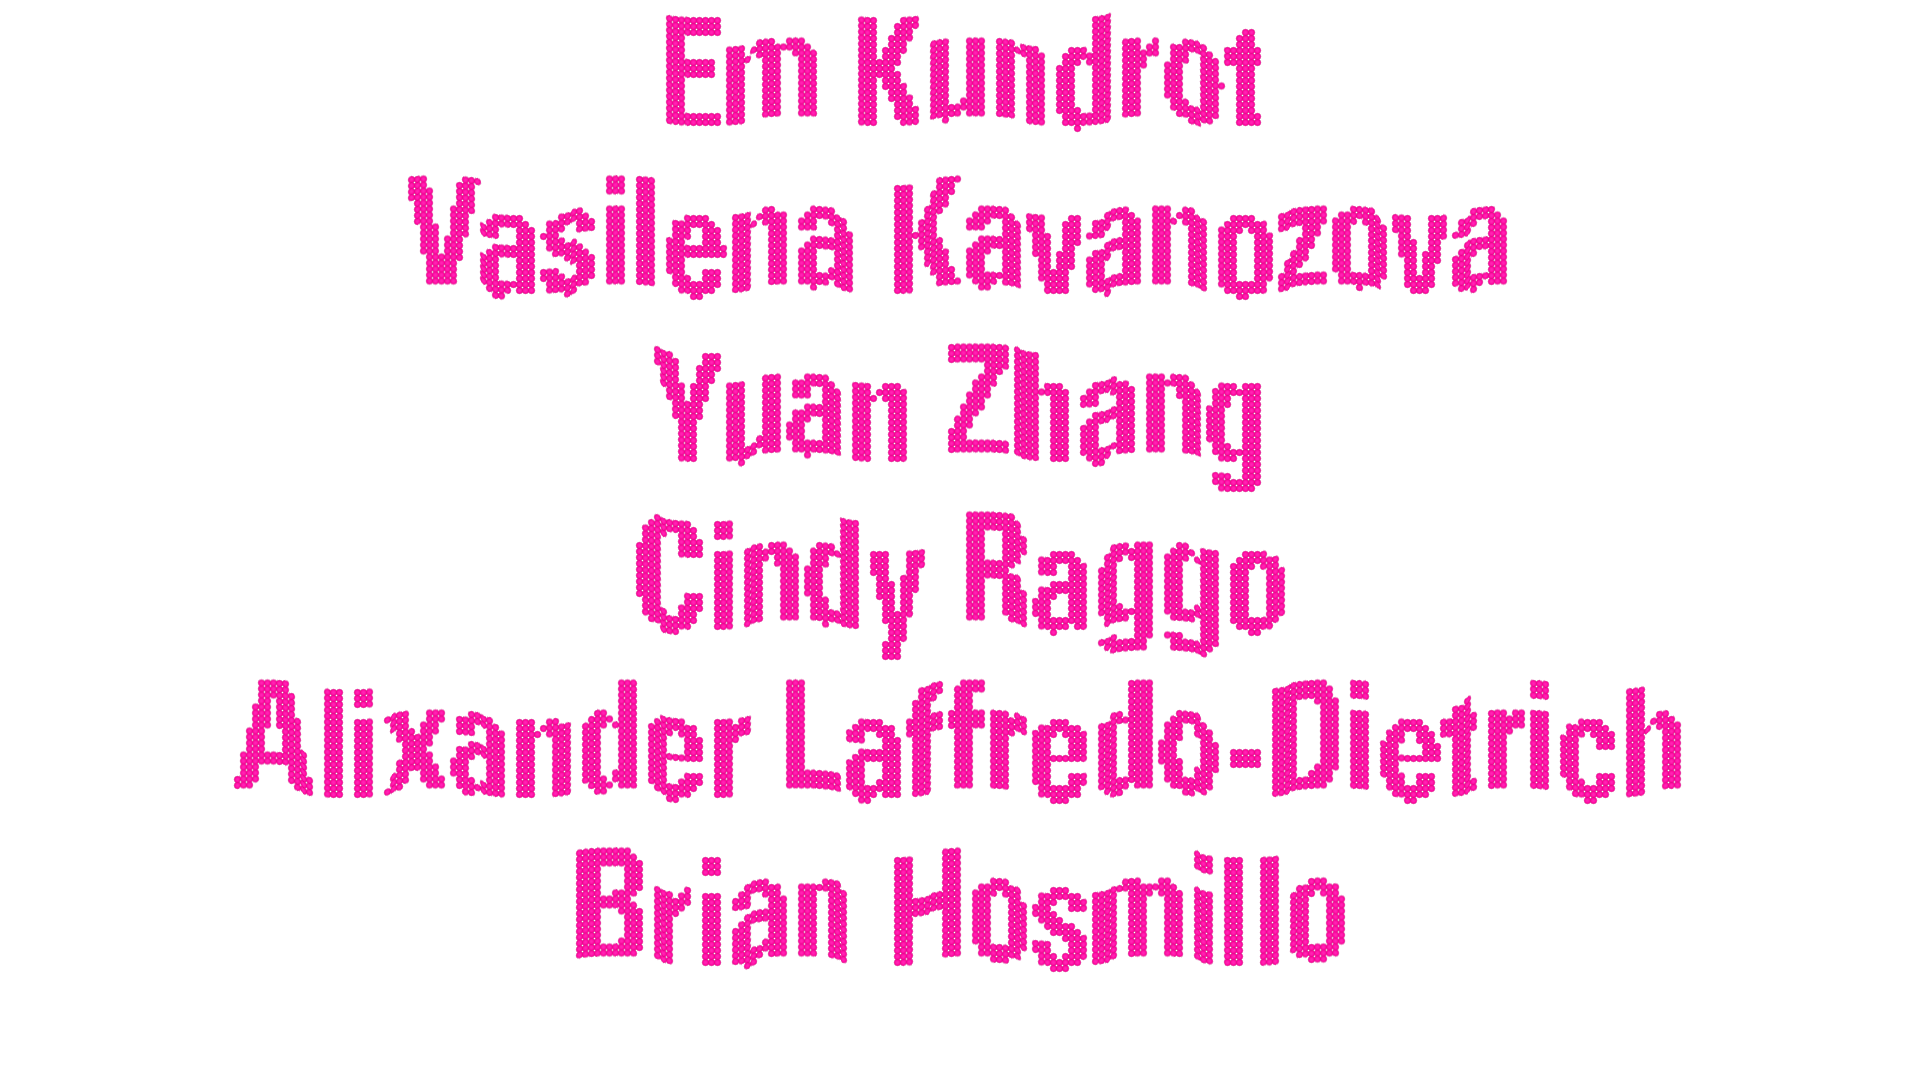 Em Kundrot
Vasilena Kavanozova
Yuan Zhang
Cindy Raggo
Alixander Laffredo-Dietrich
Brian Hosmillo